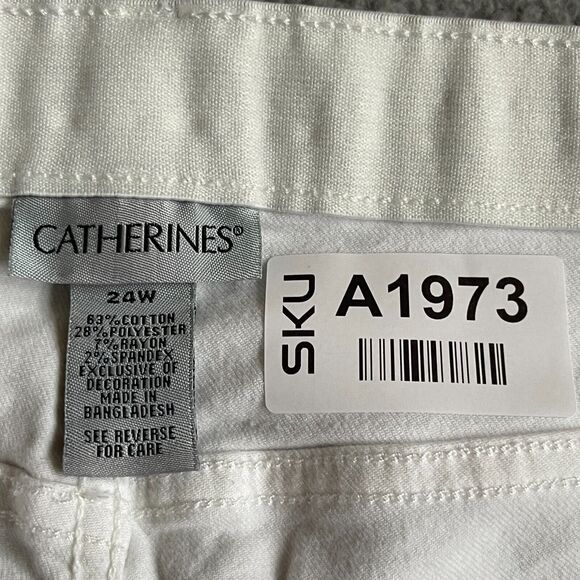 CATHERINES®
24W
63% COTTON
28% POLYESTER
7% RAYON
2% SPANDEX
EXCLUSIVE OF
DECORATION
MADE IN
BANGLADESH
SEE REVERSE
FOR CARE
SKU
A1973